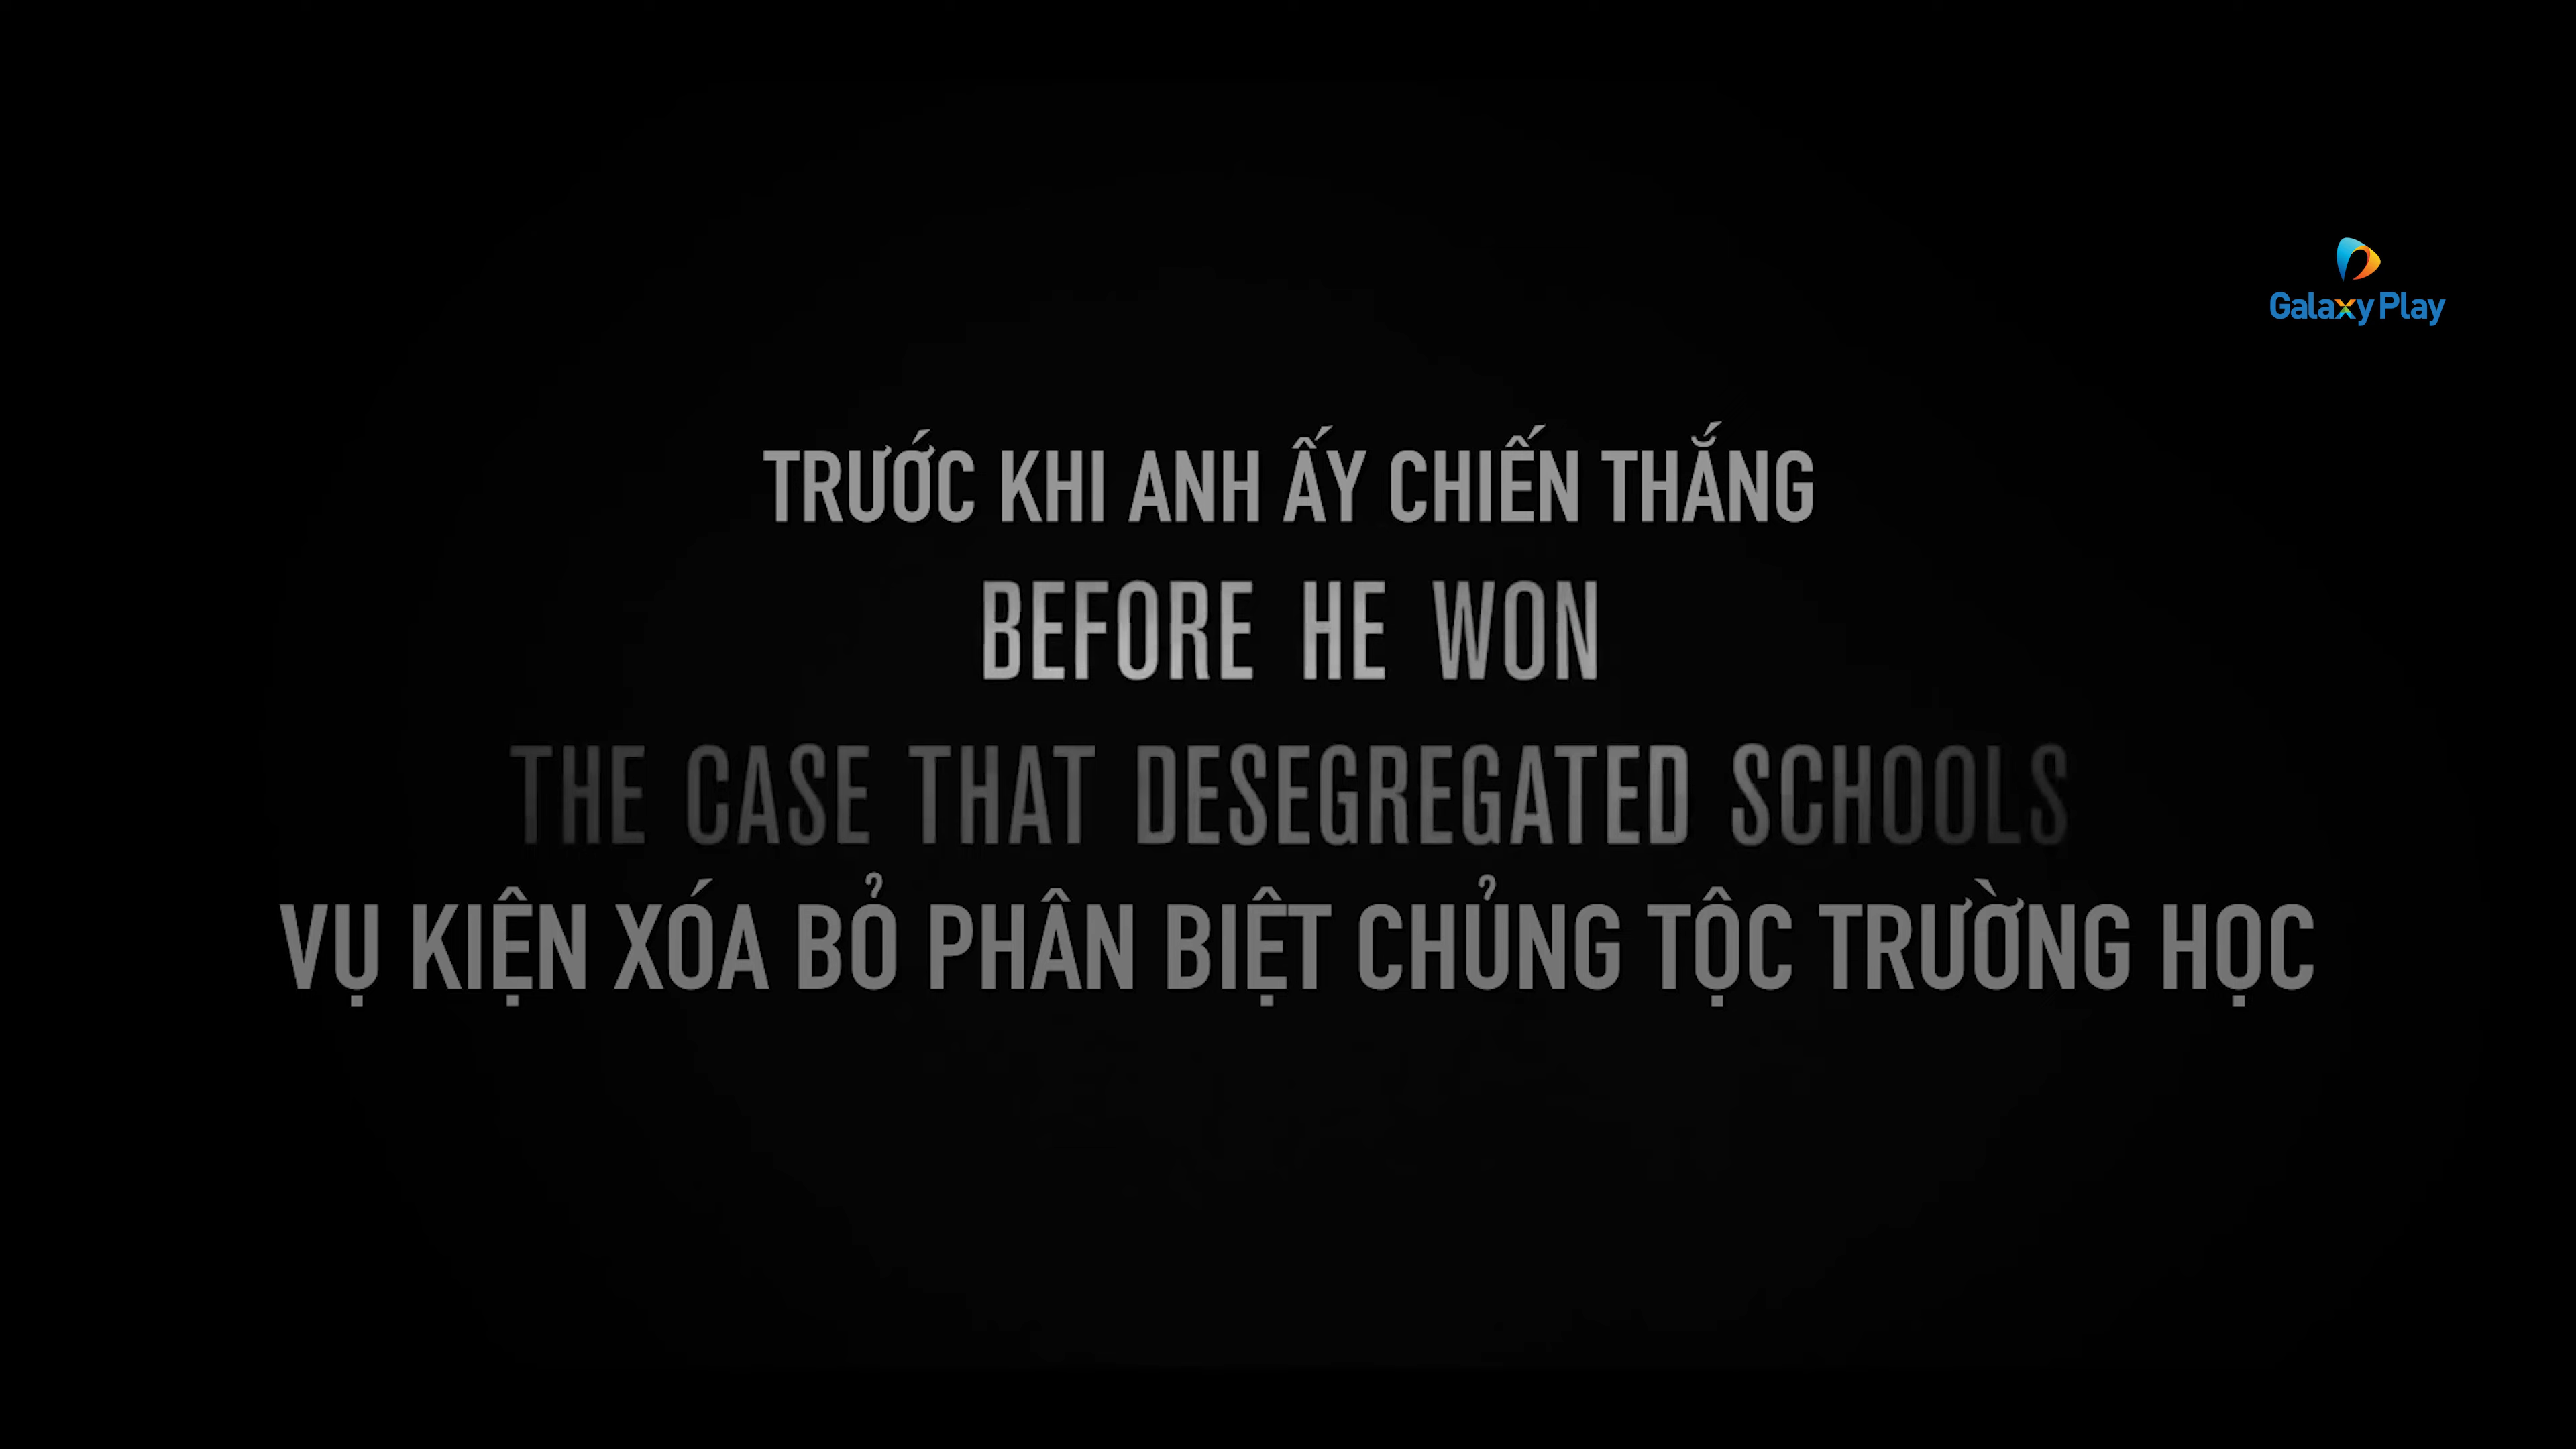 Galaxy Play
TRƯỚC KHI ANH ẤY CHIẾN THẮNG
BEFORE HE WON
THE CASE THAT DESEGREGATED SCHOOLS
VỤ KIỆN XÓA BỎ PHÂN BIỆT CHỦNG TỘC TRƯỜNG HỌC